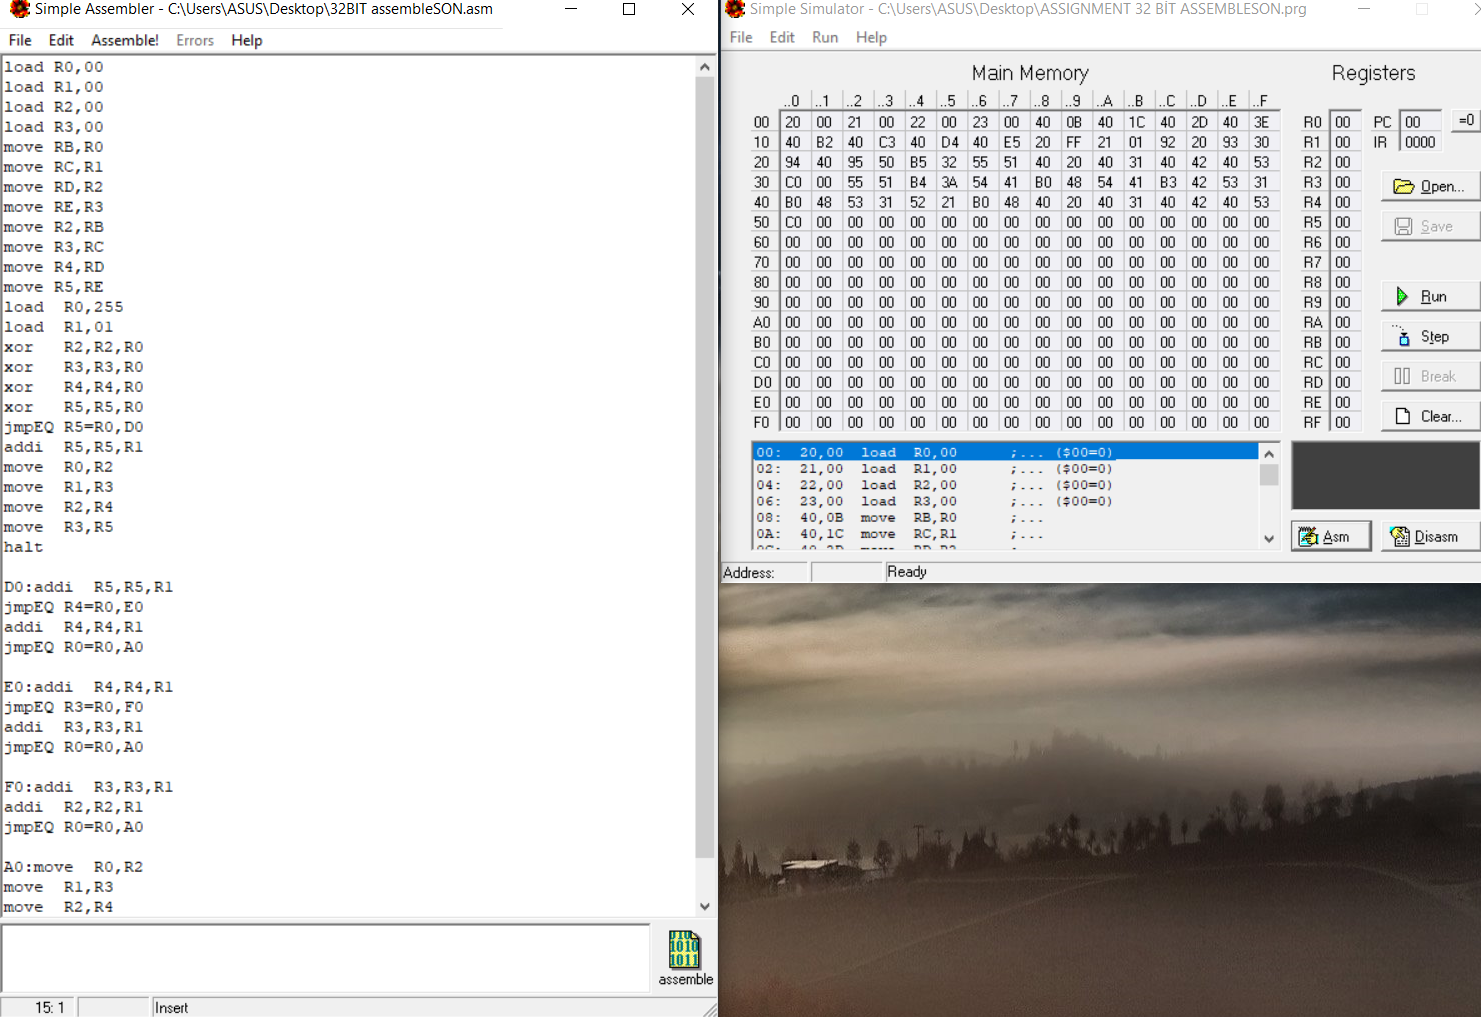 Simple Assembler - C:\Users\ASUS\Desktop\32BIT assembleSON.asm
File Edit Assemble! Errors Help
load R0,00
load R1,00
load R2,00
load R3,00
move RB,R0
move RC,R1
move RD,R2
move RE,R3
move R2,RB
move R3,RC
move R4,RD
move R5,RE
load R0,255
load R1,01
xor R2,R2,R0
xor R3,R3,R0
xor R4,R4,R0
xor R5,R5,R0
jmpEQ R5=R0,D0
addi R5,R5,R1
move R0,R2
move R1,R3
move R2,R4
move R3,R5
halt
D0:addi R5,R5,R1
jmpEQ R4=R0,E0
addi R4,R4,R1
jmpEQ R0=R0,A0
E0:addi R4,R4,R1
jmpEQ R3=R0,F0
addi R3,R3,R1
jmpEQ R0=R0,A0
F0:addi R3,R3,R1
addi R2,R2,R1
jmpEQ R0=R0,A0
A0:move R0,R2
move R1,R3
move R2,R4
assemble
15: 1 Insert
Simple Simulator - C:\Users\ASUS\Desktop\ASSIGNMENT 32 BİT ASSEMBLESON.prg
File Edit Run Help
Main Memory
..0 ..1 ..2 ..3 ..4 ..5 ..6 ..7 ..8 ..9 ..A ..B ..C ..D ..E ..F
00 20 00 21 00 22 00 23 00 40 0B 40 1C 40 2D 40 3E
10 40 B2 40 C3 40 D4 40 E5 20 FF 21 01 92 20 93 30
20 94 40 95 50 B5 32 55 51 40 20 40 31 40 42 40 53
30 C0 00 55 51 B4 3A 54 41 B0 48 54 41 B3 42 53 31
40 B0 48 53 31 52 21 B0 48 40 20 40 31 40 42 40 53
50 C0 00 00 00 00 00 00 00 00 00 00 00 00 00 00 00
60 00 00 00 00 00 00 00 00 00 00 00 00 00 00 00 00
70 00 00 00 00 00 00 00 00 00 00 00 00 00 00 00 00
80 00 00 00 00 00 00 00 00 00 00 00 00 00 00 00 00
90 00 00 00 00 00 00 00 00 00 00 00 00 00 00 00 00
A0 00 00 00 00 00 00 00 00 00 00 00 00 00 00 00 00
B0 00 00 00 00 00 00 00 00 00 00 00 00 00 00 00 00
C0 00 00 00 00 00 00 00 00 00 00 00 00 00 00 00 00
D0 00 00 00 00 00 00 00 00 00 00 00 00 00 00 00 00
E0 00 00 00 00 00 00 00 00 00 00 00 00 00 00 00 00
F0 00 00 00 00 00 00 00 00 00 00 00 00 00 00 00 00
Registers
R0 00
R1 00
R2 00
R3 00
R4 00
R5 00
R6 00
R7 00
R8 00
R9 00
RA 00
RB 00
RC 00
RD 00
RE 00
RF 00
PC 00 =0
IR 0000
Open...
Save
Run
Step
Break
Clear...
00: 20,00 load R0,00 ;... ($00=0)
02: 21,00 load R1,00 ;... ($00=0)
04: 22,00 load R2,00 ;... ($00=0)
06: 23,00 load R3,00 ;... ($00=0)
08: 40,0B move RB,R0 ;...
0A: 40,1C move RC,R1 ;...
Asm Disasm
Address: Ready